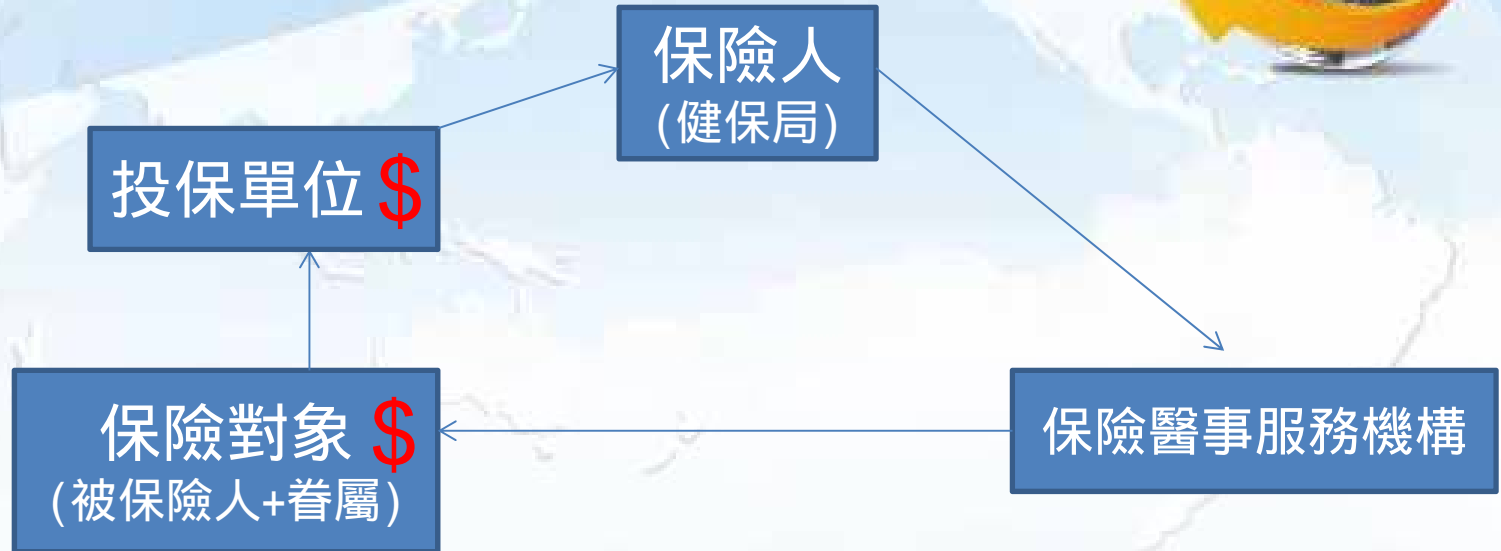 保險人
(健保局)
投保單位 $
保險對象 $
(被保險人+眷屬)
保險醫事服務機構